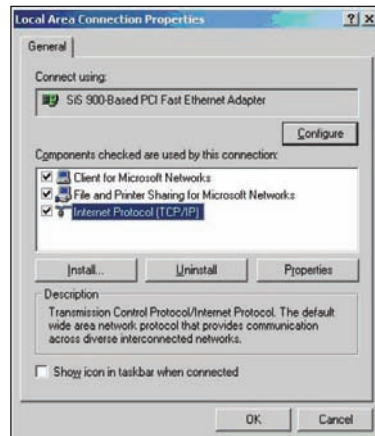 Local Area Connection Properties
General
Connect using:
SiS 900-Based PCI Fast Ethernet Adapter
Configure
Components checked are used by this connection:
Client for Microsoft Networks
File and Printer Sharing for Microsoft Networks
Internet Protocol (TCP/IP)
Install... Uninstall Properties
Description
Transmission Control Protocol/Internet Protocol. The default
wide area network protocol that provides communication
across diverse interconnected networks.
Show icon in taskbar when connected
OK Cancel